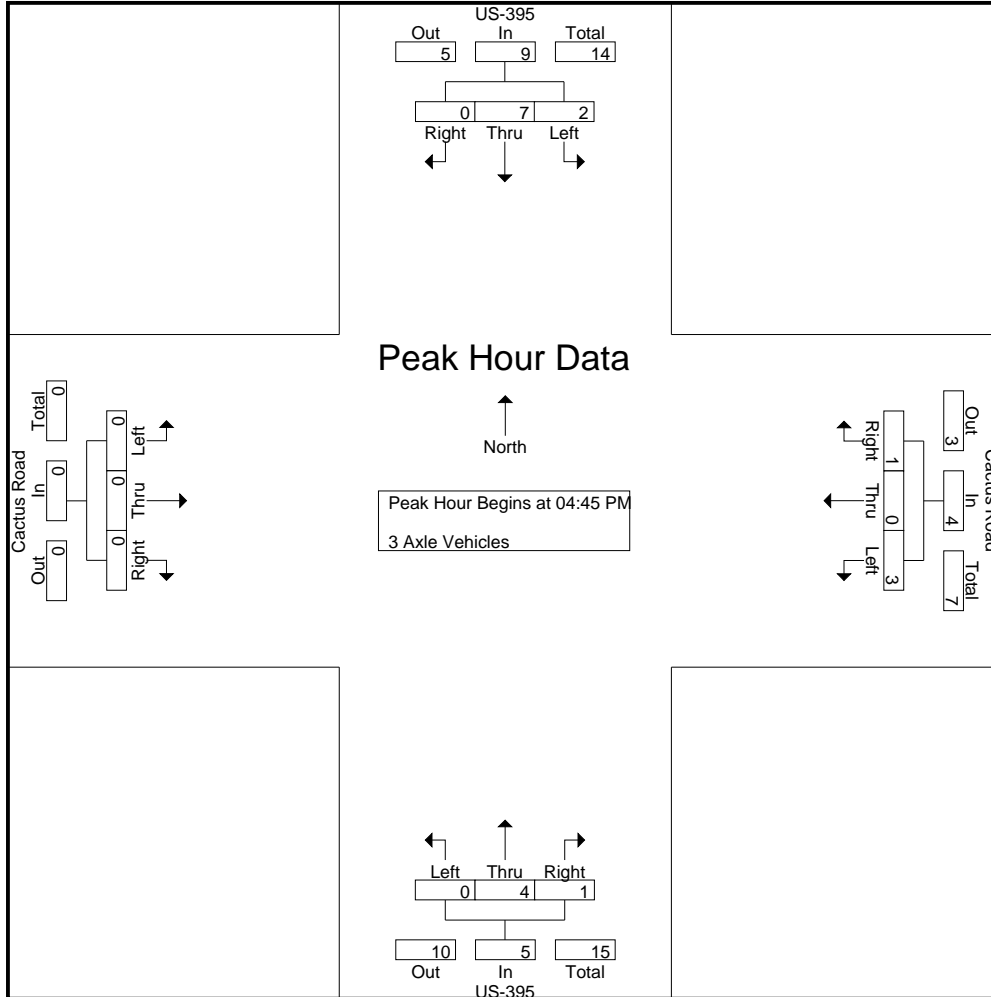 US-395
Out In Total
5 9 14
0 7 2
Right Thru Left
Peak Hour Data
North
Peak Hour Begins at 04:45 PM
3 Axle Vehicles
Cactus Road
Total In Out
0 0 0
0 0 0
Left Thru Right
Cactus Road
Out In Total
3 4 7
1 0 3
Right Thru Left
Left Thru Right
0 4 1
10 5 15
Out In Total
US-395